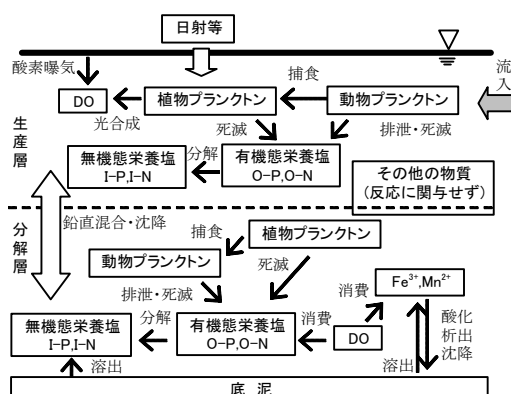 日射等
酸素曝気
捕食
流入
DO
植物プランクトン
動物プランクトン
光合成
死滅
排泄・死滅
生産層
分解
無機態栄養塩
I-P,I-N
有機態栄養塩
O-P,O-N
その他の物質
(反応に関与せず)
鉛直混合・沈降
分解層
捕食
植物プランクトン
動物プランクトン
死滅
排泄・死滅
消費
Fe³⁺,Mn²⁺
無機態栄養塩
I-P,I-N
分解
有機態栄養塩
O-P,O-N
消費
DO
酸化
析出
沈降
溶出
溶出
底泥